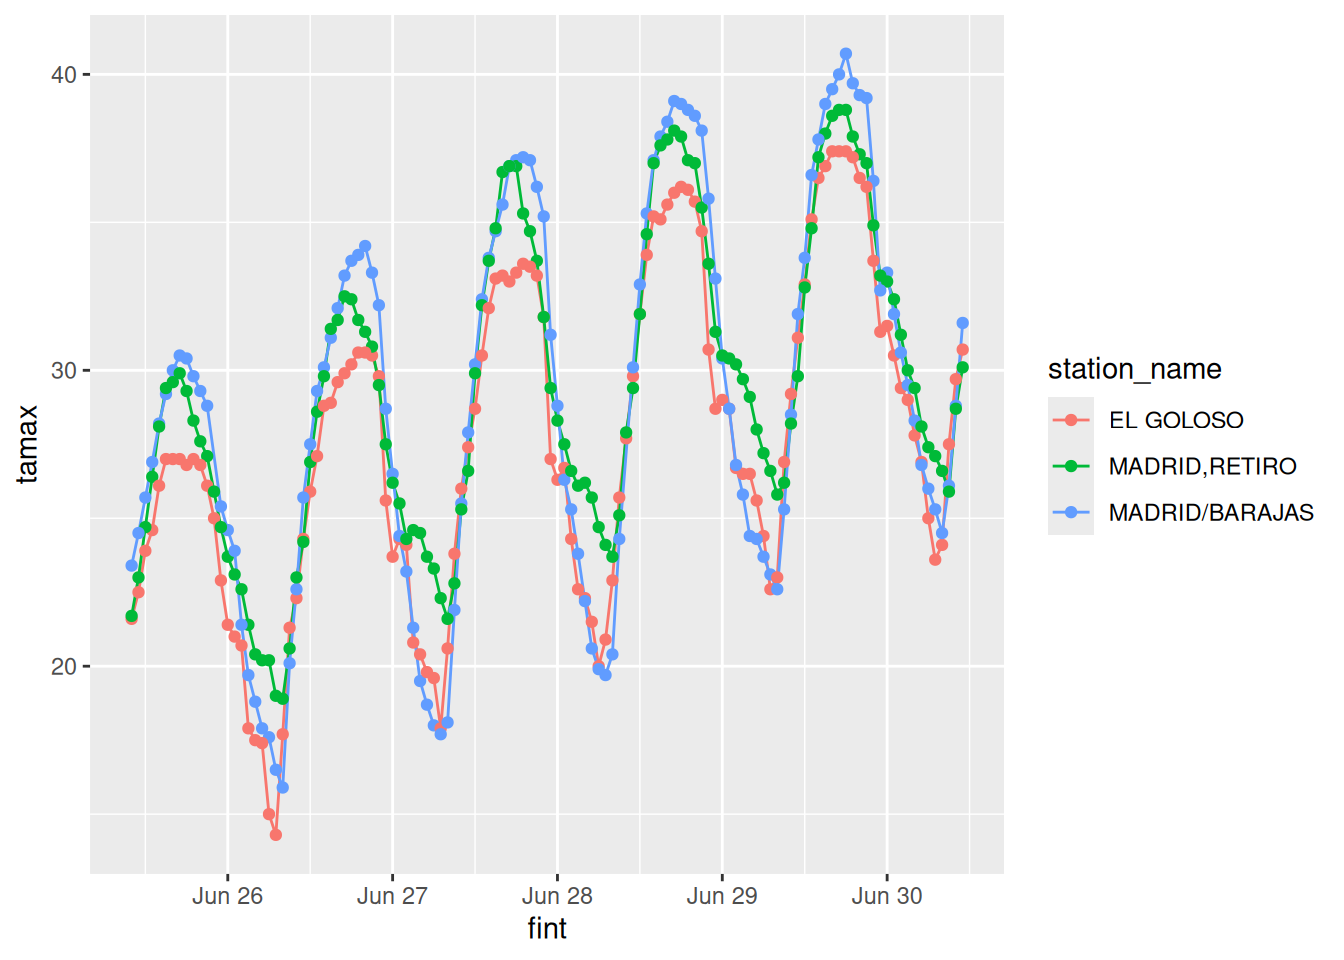 40
30
20
tamax
Jun 26
Jun 27
Jun 28
Jun 29
Jun 30
fint
station_name
EL GOLOSO
MADRID,RETIRO
MADRID/BARAJAS